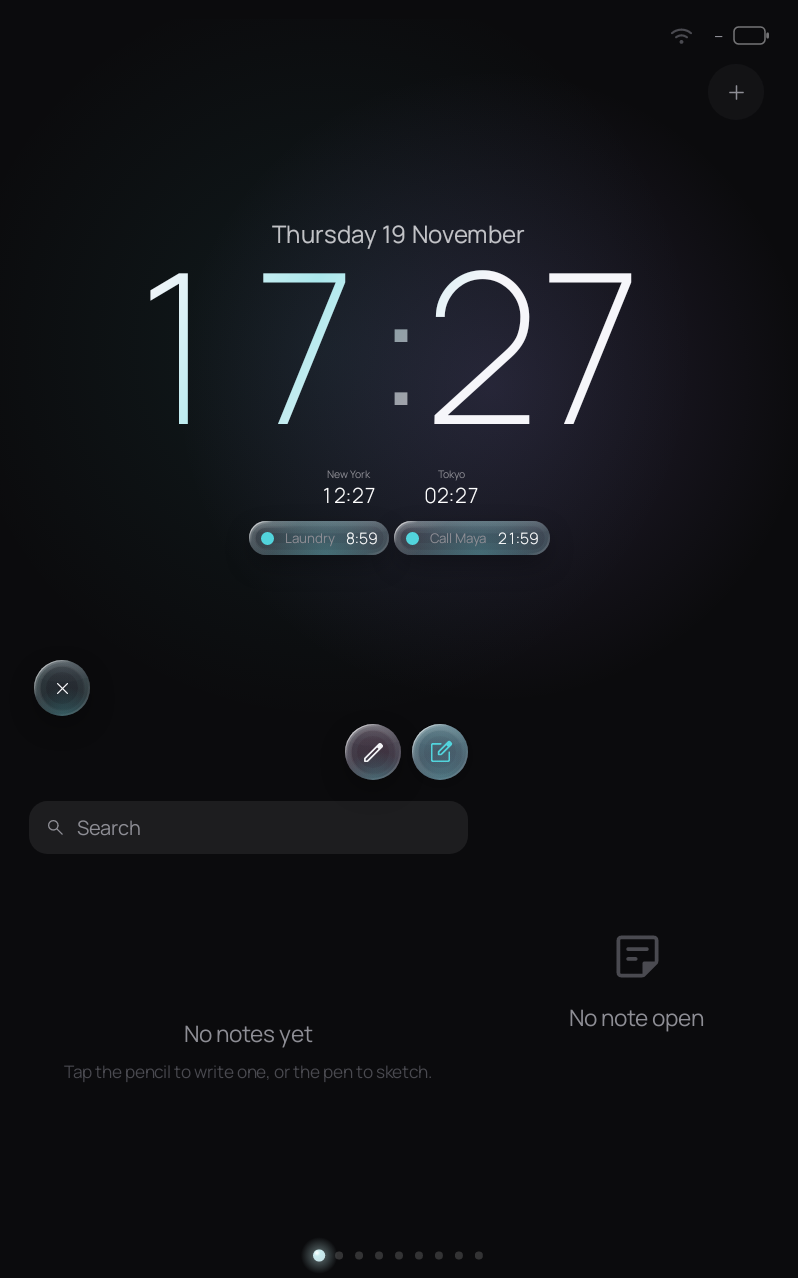 Thursday 19 November
17:27
New York Tokyo
12:27 02:27
Laundry 8:59 Call Maya 21:59
Search
No note open
No notes yet
Tap the pencil to write one, or the pen to sketch.